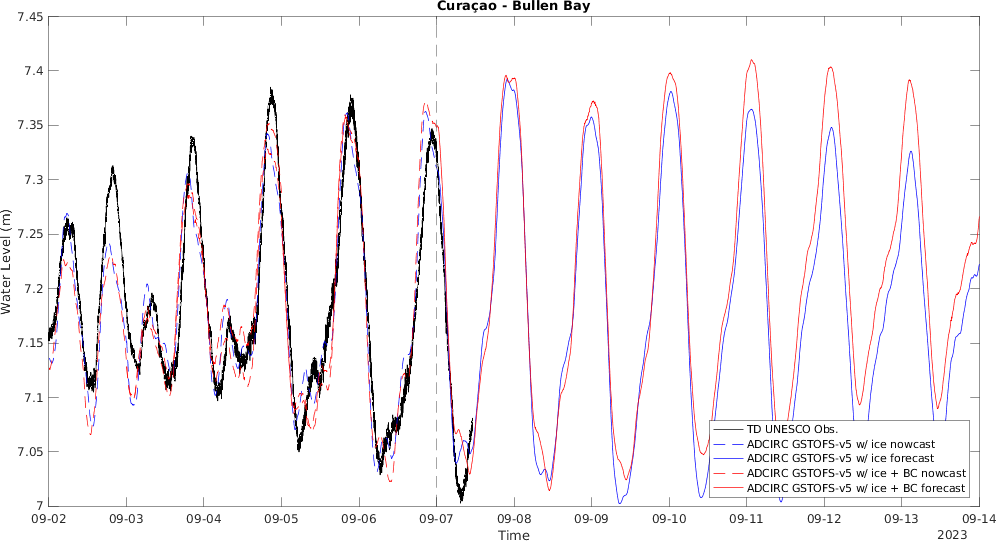 Curaçao - Bullen Bay
7.45
7.4
7.35
7.3
7.25
7.2
7.15
7.1
7.05
7
Water Level (m)
TD UNESCO Obs.
ADCIRC GSTOFS-v5 w/ ice nowcast
ADCIRC GSTOFS-v5 w/ ice forecast
ADCIRC GSTOFS-v5 w/ ice + BC nowcast
ADCIRC GSTOFS-v5 w/ ice + BC forecast
09-02 09-03 09-04 09-05 09-06 09-07 09-08 09-09 09-10 09-11 09-12 09-13 09-14
Time
2023